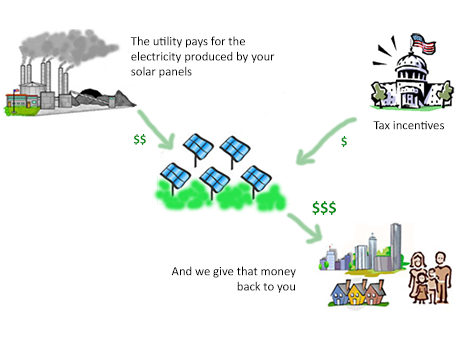 The utility pays for the
electricity produced by your
solar panels
Tax incentives
$$
$
$$$
And we give that money
back to you